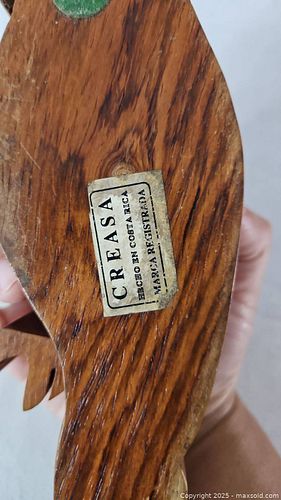 CREASA
HECHO EN COSTA RICA
MARCA REGISTRADA
Copyright 2025 - maxsold.com